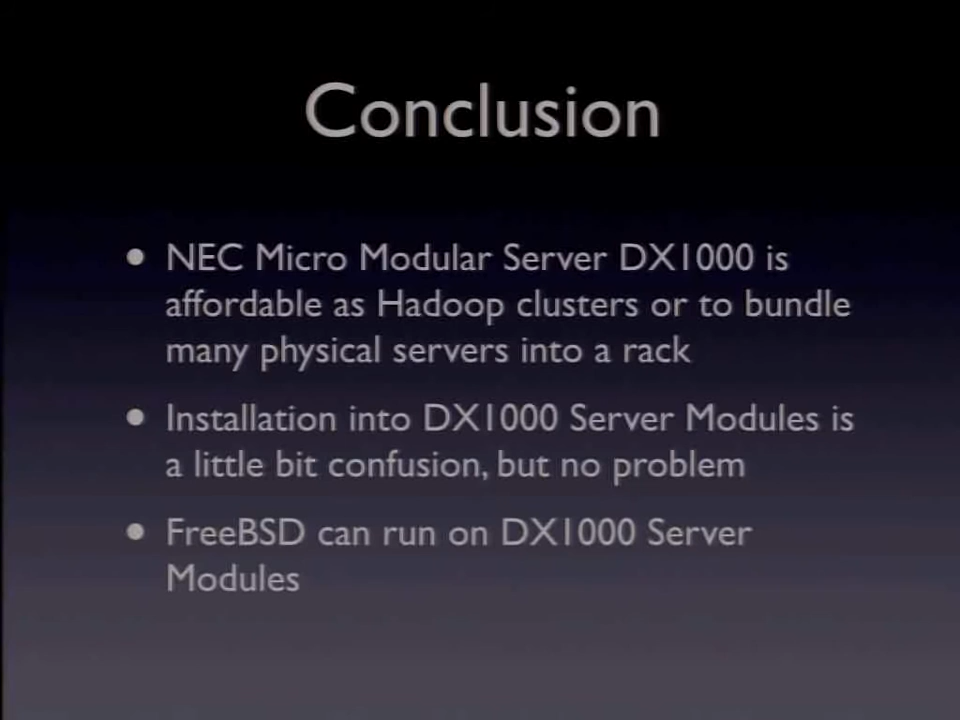 Conclusion
• NEC Micro Modular Server DX1000 is
affordable as Hadoop clusters or to bundle
many physical servers into a rack
• Installation into DX1000 Server Modules is
a little bit confusion, but no problem
• FreeBSD can run on DX1000 Server
Modules